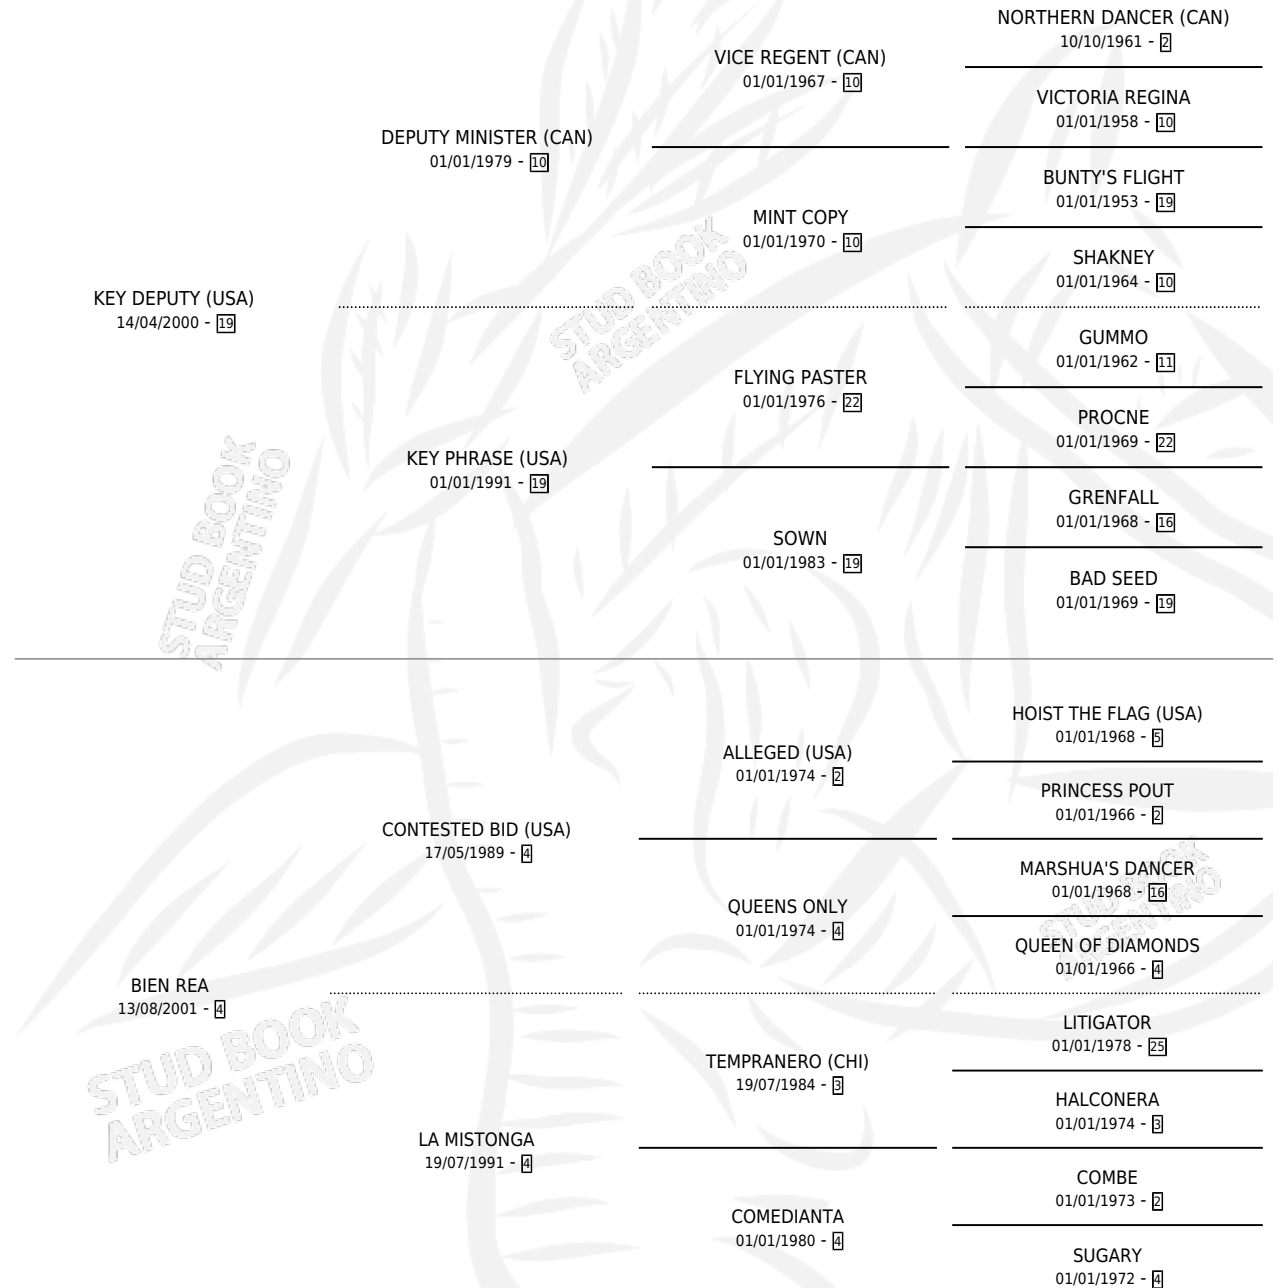 NORTHERN DANCER (CAN)
10/10/1961 - 2
VICE REGENT (CAN)
01/01/1967 - 10
VICTORIA REGINA
01/01/1958 - 10
DEPUTY MINISTER (CAN)
01/01/1979 - 10
BUNTY'S FLIGHT
01/01/1953 - 19
MINT COPY
01/01/1970 - 10
SHAKNEY
01/01/1964 - 10
KEY DEPUTY (USA)
14/04/2000 - 19
STUD BOOK
ARGENTINO
GUMMO
01/01/1962 - 11
FLYING PASTER
01/01/1976 - 22
PROCNE
01/01/1969 - 22
KEY PHRASE (USA)
01/01/1991 - 19
GRENFALL
01/01/1968 - 16
SOWN
01/01/1983 - 19
BAD SEED
01/01/1969 - 19
STUD BOOK
ARGENTINO
HOIST THE FLAG (USA)
01/01/1968 - 5
ALLEGED (USA)
01/01/1974 - 2
PRINCESS POUT
01/01/1966 - 2
CONTESTED BID (USA)
17/05/1989 - 4
MARSHUA'S DANCER
01/01/1968 - 16
STUD BOOK
ARGENTINO
QUEENS ONLY
01/01/1974 - 4
QUEEN OF DIAMONDS
01/01/1966 - 4
BIEN REA
13/08/2001 - 4
STUD BOOK
ARGENTINO
LITIGATOR
01/01/1978 - 25
TEMPRANERO (CHI)
19/07/1984 - 3
HALCONERA
01/01/1974 - 3
LA MISTONGA
19/07/1991 - 4
COMBE
01/01/1973 - 2
COMEDIANTA
01/01/1980 - 4
SUGARY
01/01/1972 - 4